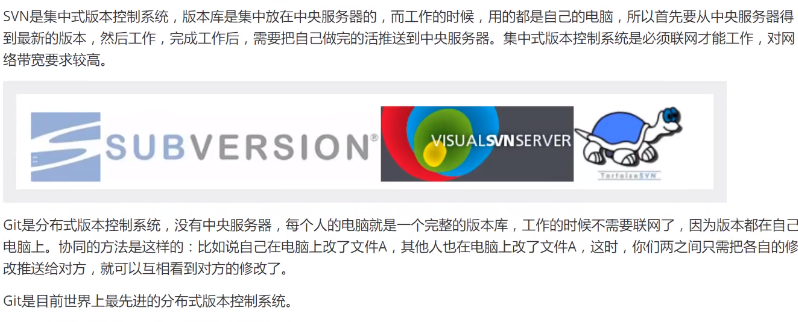 SVN是集中式版本控制系统，版本库是集中放在中央服务器的，而工作的时候，用的都是自己的电脑，所以首先要从中央服务器得
到最新的版本，然后工作，完成工作后，需要把自己做完的活推送到中央服务器。集中式版本控制系统是必须联网才能工作，对网
络带宽要求较高。
SUBVERSION®
VISUALSVNSERVER
TortoiseSVN
Git是分布式版本控制系统，没有中央服务器，每个人的电脑就是一个完整的版本库，工作的时候不需要联网了，因为版本都在自己
电脑上。协同的方法是这样的：比如说自己在电脑上改了文件A，其他人也在电脑上改了文件A，这时，你们两之间只需把各自的修
改推送给对方，就可以互相看到对方的修改了。
Git是目前世界上最先进的分布式版本控制系统。